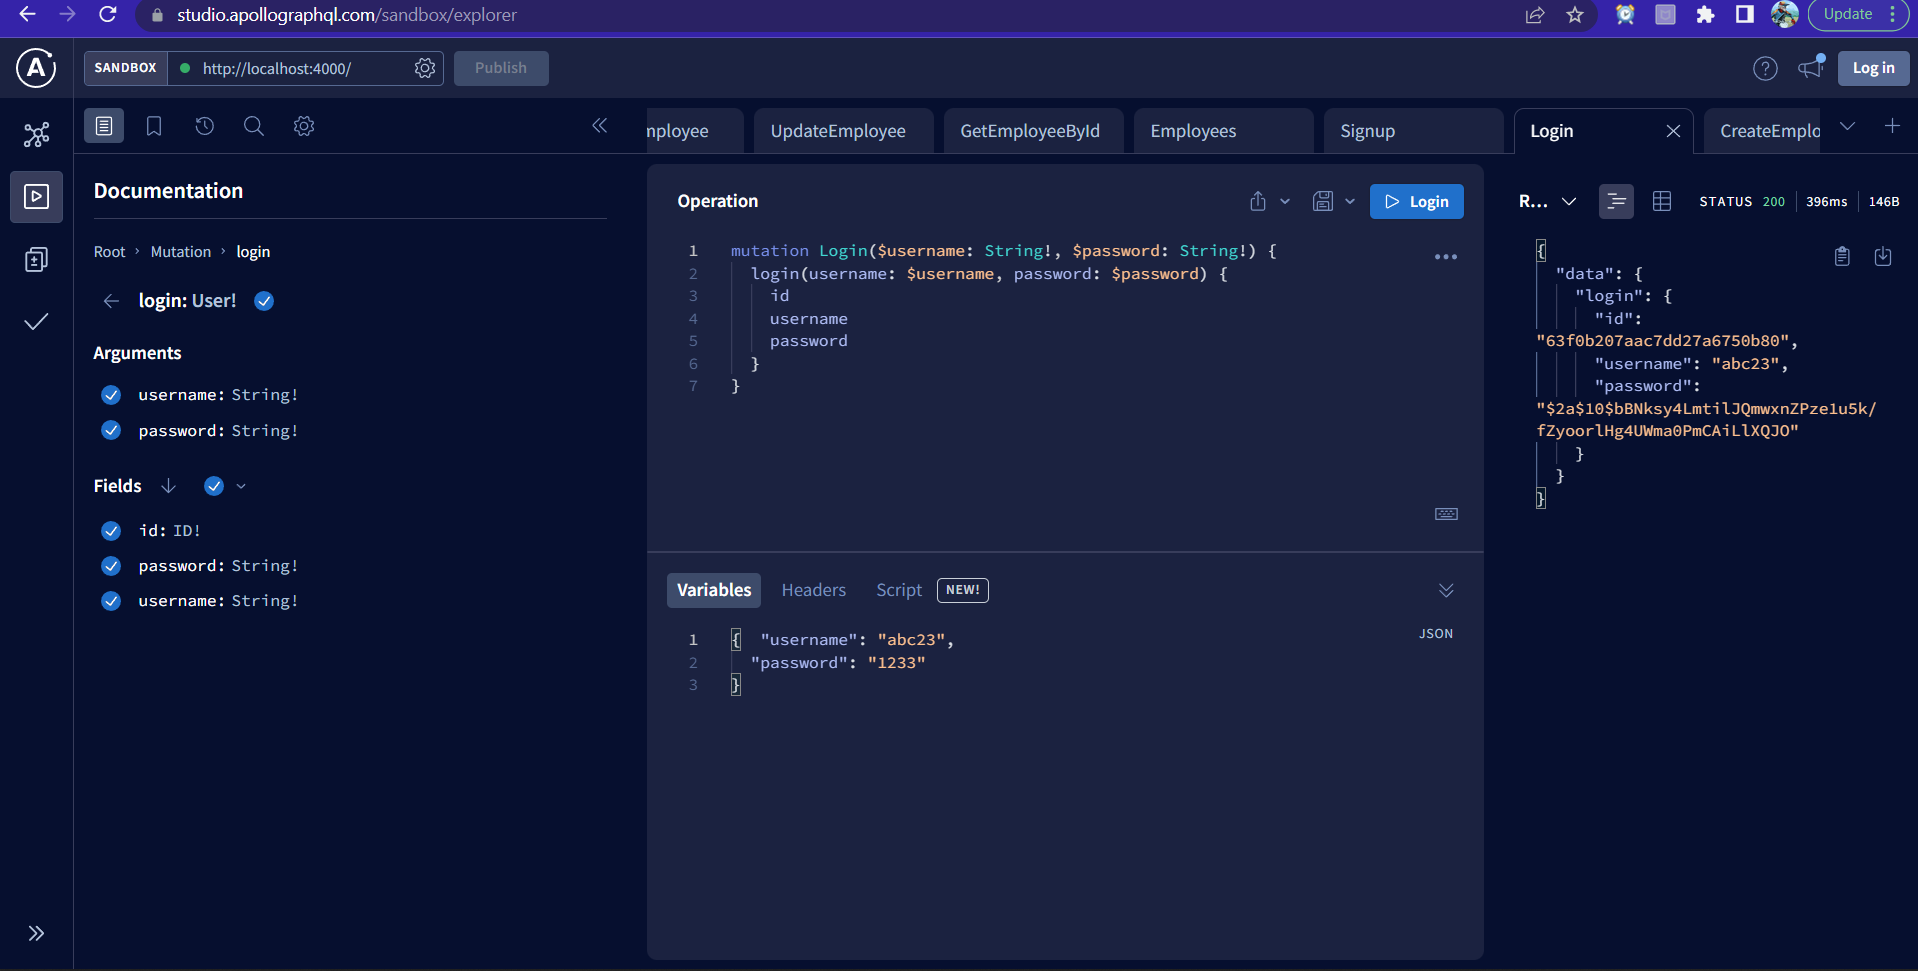 studio.apollographql.com/sandbox/explorer
Update
SANDBOX
http://localhost:4000/
Publish
Log in
mployee
UpdateEmployee
GetEmployeeById
Employees
Signup
Login
CreateEmplo
Documentation
Root › Mutation › login
login: User!
Arguments
username: String!
password: String!
Fields
id: ID!
password: String!
username: String!
Operation
Login
1 mutation Login($username: String!, $password: String!) {
2 login(username: $username, password: $password) {
3 id
4 username
5 password
6 }
7 }
Variables Headers Script NEW!
JSON
1 { "username": "abc23",
2 "password": "1233"
3 }
R... STATUS 200 396ms 146B
{
"data": {
"login": {
"id":
"63f0b207aac7dd27a6750b80",
"username": "abc23",
"password":
"$2a$10$bBNksy4LmtilJQmwxnZPze1u5k/
fZyoorlHg4UWma0PmCAiLlXQJO"
}
}
}